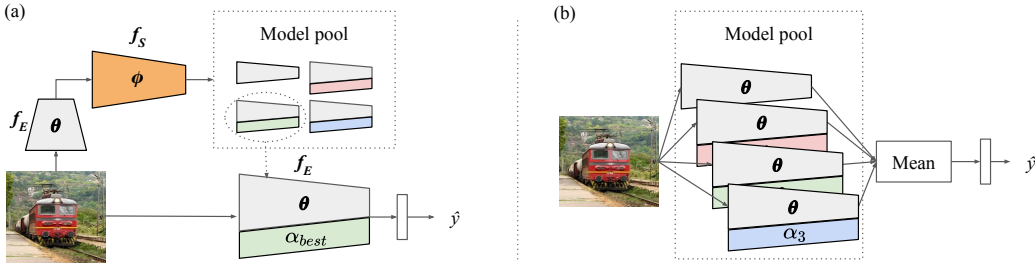 (a)
f_S
Model pool
ϕ
f_E
θ
f_E
θ
α_best
ŷ
(b)
Model pool
θ
θ
θ
θ
α_3
Mean
ŷ